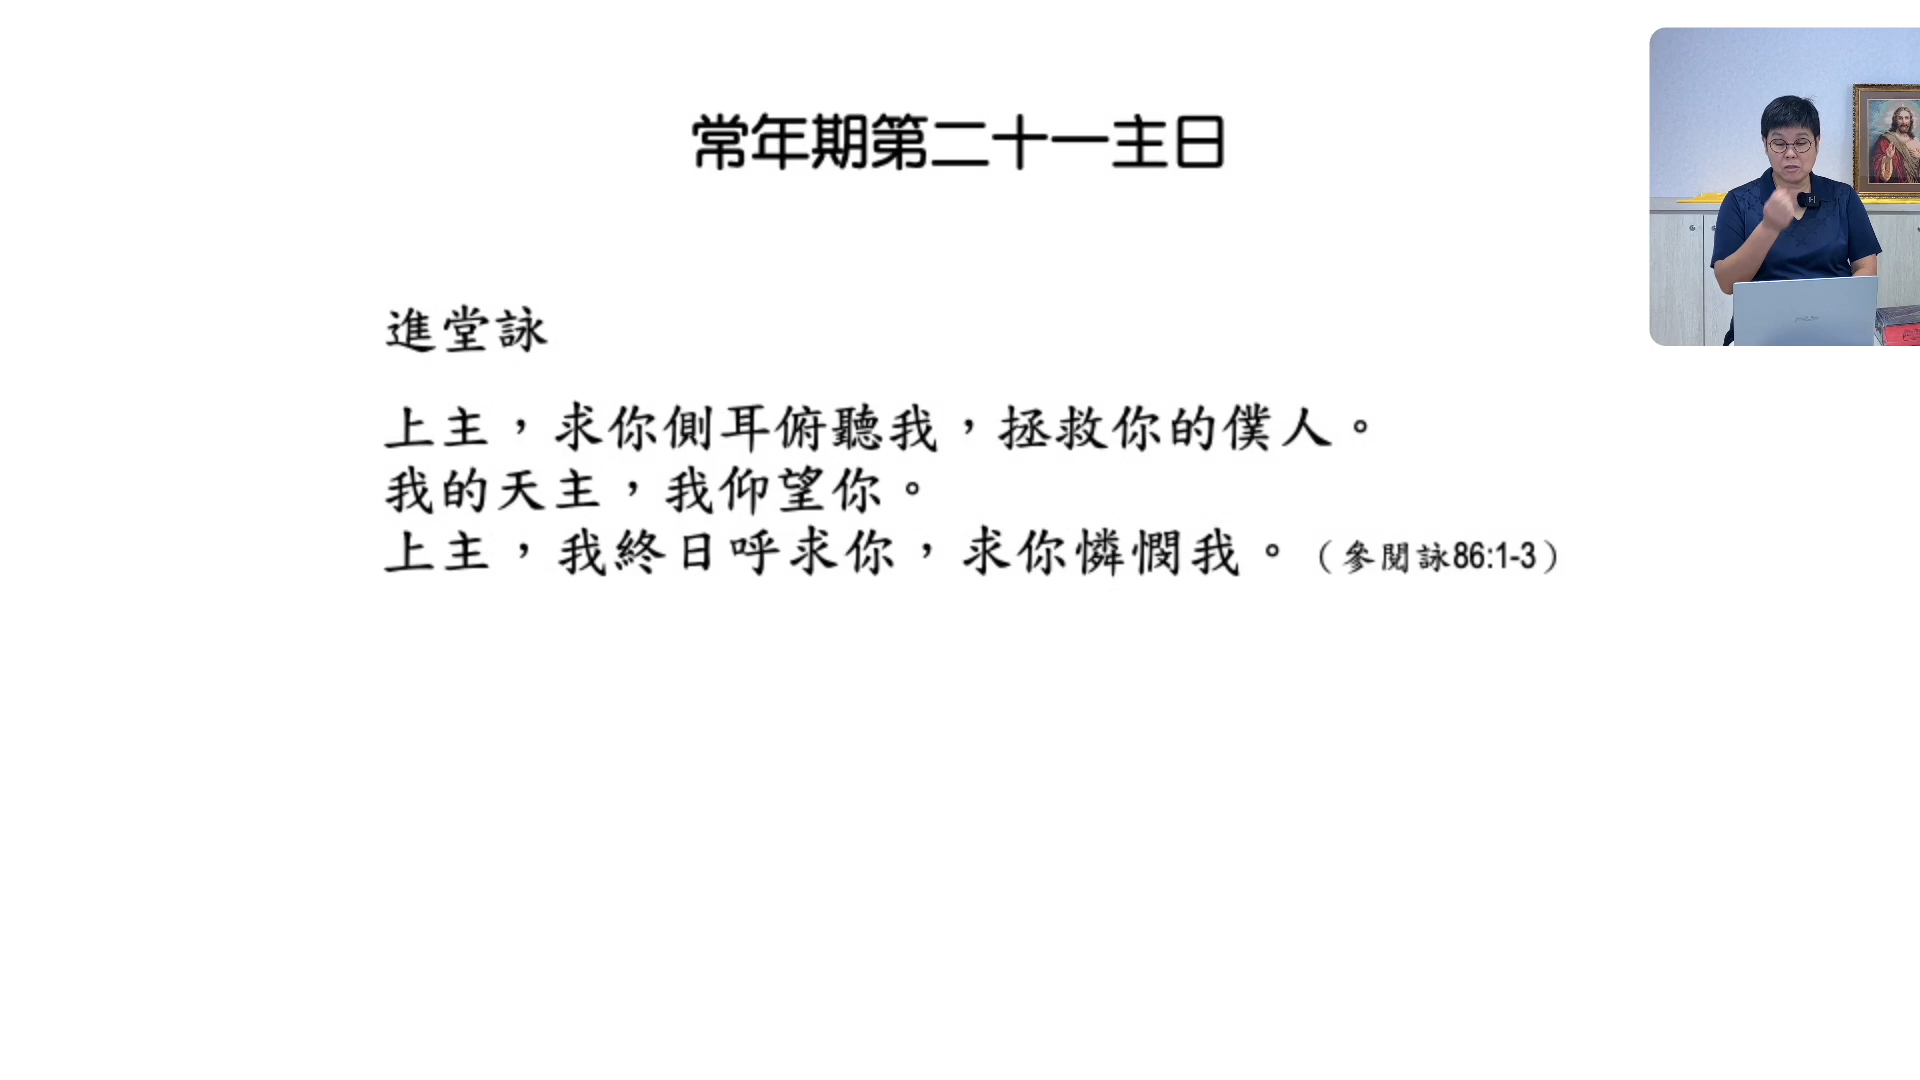 常年期第二十一主日
進堂詠
上主，求你側耳俯聽我，拯救你的僕人。
我的天主，我仰望你。
上主，我終日呼求你，求你憐憫我。（參閱詠86:1-3）